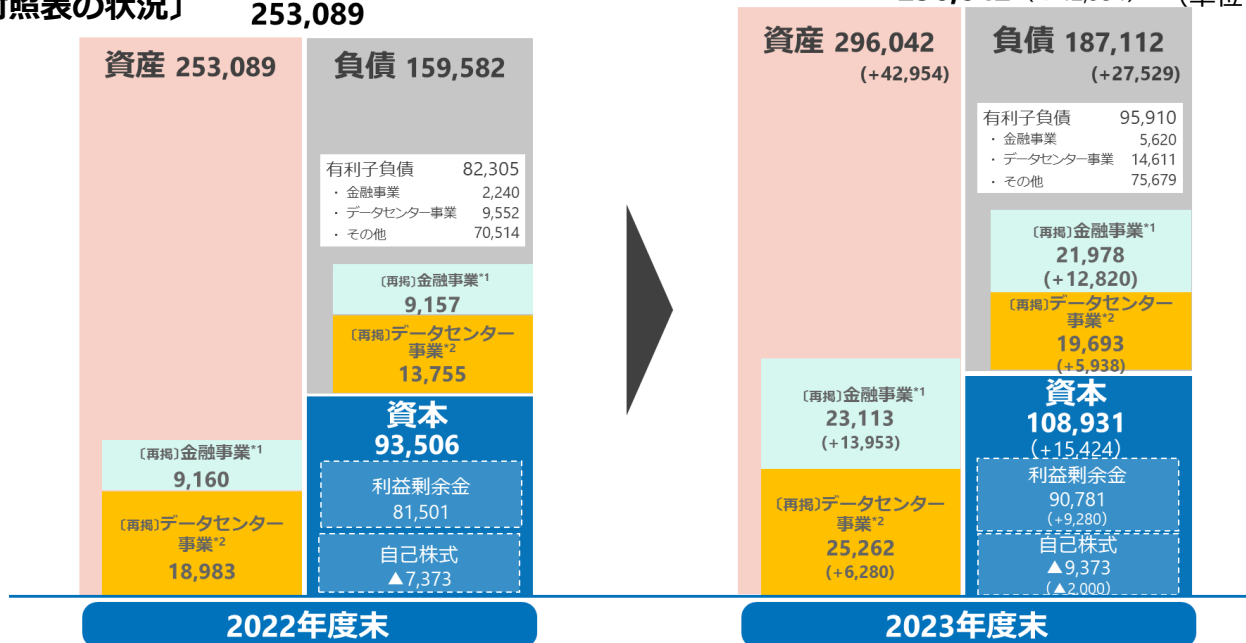 対照表の状況〕
253,089
資産 253,089
負債 159,582
有利子負債 82,305
・ 金融事業 2,240
・ データセンター事業 9,552
・ その他 70,514
〔再掲〕金融事業*1
9,157
〔再掲〕データセンター
事業*2
13,755
〔再掲〕金融事業*1
9,160
〔再掲〕データセンター
事業*2
18,983
資本
93,506
利益剰余金
81,501
自己株式
▲7,373
2022年度末
(単位
資産 296,042
(+42,954)
負債 187,112
(+27,529)
有利子負債 95,910
・ 金融事業 5,620
・ データセンター事業 14,611
・ その他 75,679
〔再掲〕金融事業*1
21,978
(+12,820)
〔再掲〕データセンター
事業*2
19,693
(+5,938)
〔再掲〕金融事業*1
23,113
(+13,953)
〔再掲〕データセンター
事業*2
25,262
(+6,280)
資本
108,931
(+15,424)
利益剰余金
90,781
(+9,280)
自己株式
▲9,373
(▲2,000)
2023年度末